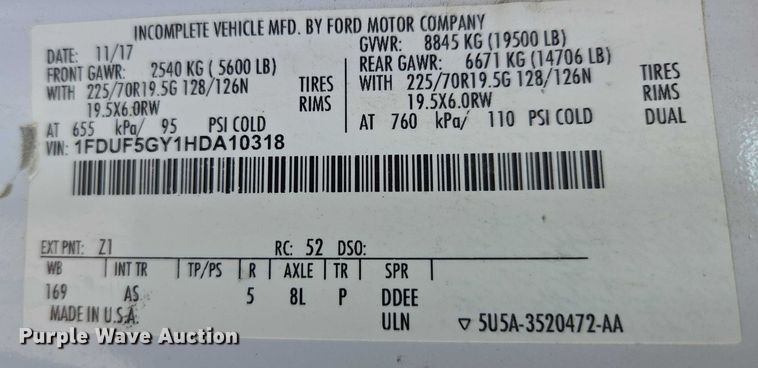 INCOMPLETE VEHICLE MFD. BY FORD MOTOR COMPANY
DATE: 11/17 GVWR: 8845 KG (19500 LB)
FRONT GAWR: 2540 KG ( 5600 LB) REAR GAWR: 6671 KG (14706 LB)
WITH 225/70R19.5G 128/126N TIRES WITH 225/70R19.5G 128/126N TIRES
19.5X6.0RW RIMS 19.5X6.0RW RIMS
AT 655 kPa/ 95 PSI COLD AT 760 kPa/ 110 PSI COLD DUAL
VIN: 1FDUF5GY1HDA10318
EXT PNT: Z1 RC: 52 DSO:
WB INT TR TP/PS R AXLE TR SPR
169 AS 5 8L P DDEE
MADE IN U.S.A. ULN ▽ 5U5A-3520472-AA
Purple Wave Auction